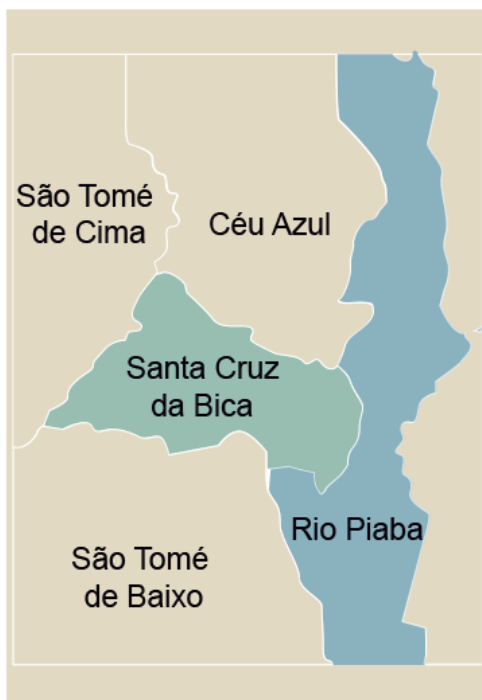 São Tomé
de Cima
Céu Azul
Santa Cruz
da Bica
Rio Piaba
São Tomé
de Baixo